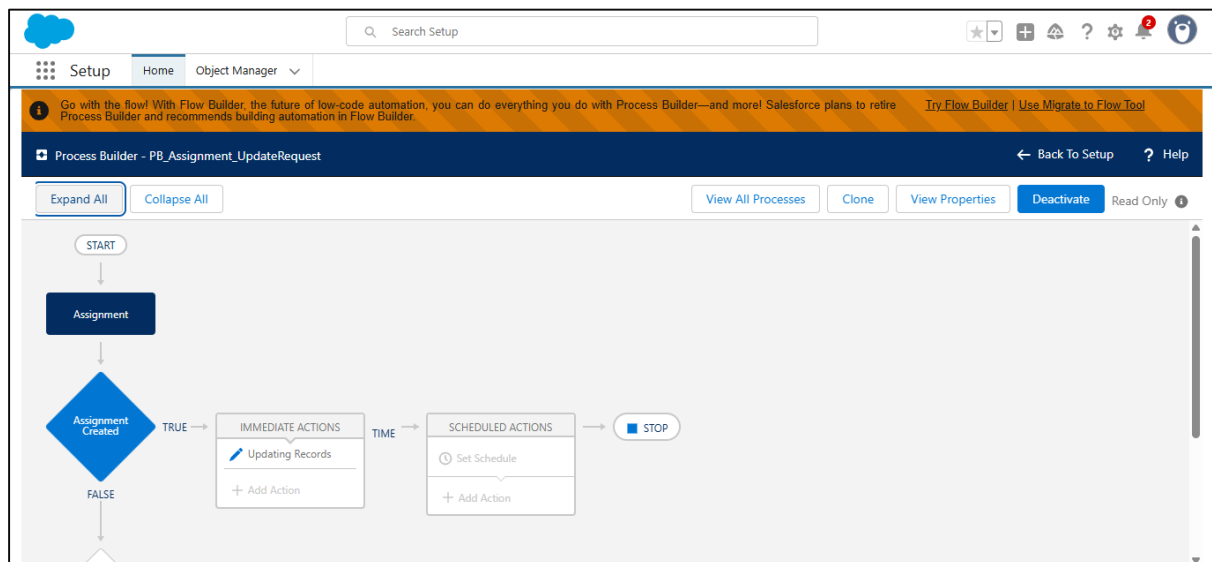 Search Setup
2
Setup
Home
Object Manager
Go with the flow! With Flow Builder, the future of low-code automation, you can do everything you do with Process Builder—and more! Salesforce plans to retire
Process Builder and recommends building automation in Flow Builder.
Try Flow Builder | Use Migrate to Flow Tool
Process Builder - PB_Assignment_UpdateRequest
Back To Setup
? Help
Expand All
Collapse All
View All Processes
Clone
View Properties
Deactivate
Read Only
START
Assignment
Assignment
Created
TRUE
IMMEDIATE ACTIONS
Updating Records
+ Add Action
TIME
SCHEDULED ACTIONS
Set Schedule
+ Add Action
STOP
FALSE